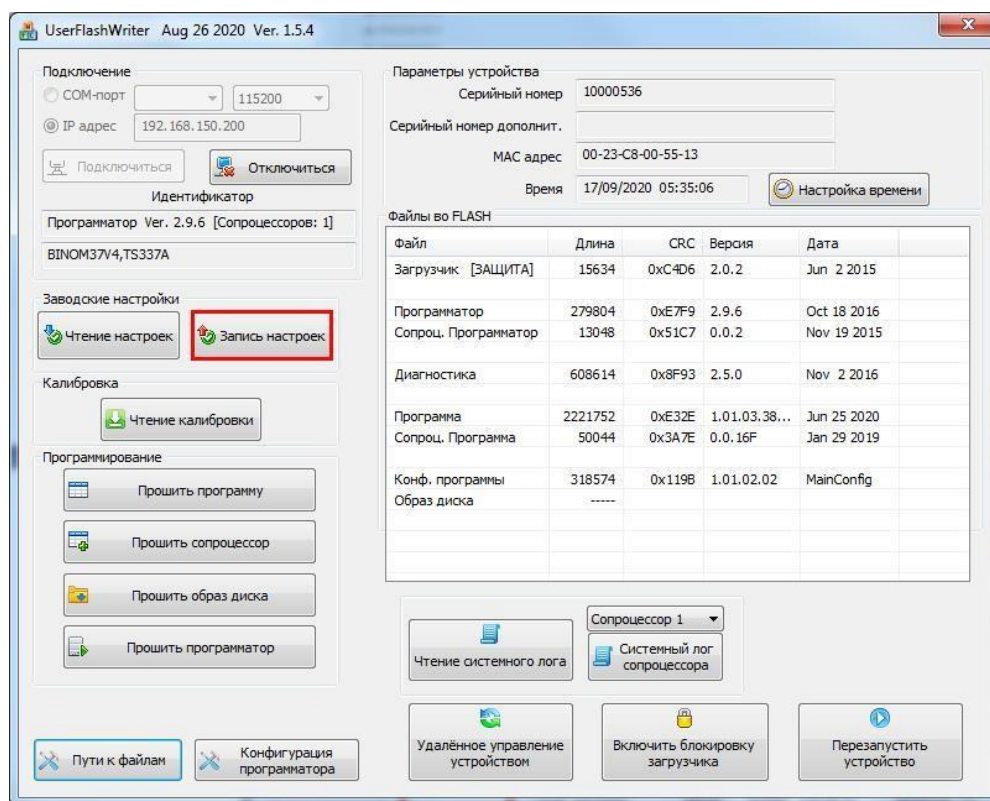 UserFlashWriter Aug 26 2020 Ver. 1.5.4
Подключение
COM-порт 115200
IP адрес 192.168.150.200
Подключиться Отключиться
Идентификатор
Программатор Ver. 2.9.6 [Сопроцессоров: 1]
BINOM37V4,TS337A
Заводские настройки
Чтение настроек Запись настроек
Калибровка
Чтение калибровки
Программирование
Прошить программу
Прошить сопроцессор
Прошить образ диска
Прошить программатор
Пути к файлам
Конфигурация
программатора
Параметры устройства
Серийный номер 10000536
Серийный номер дополнит.
MAC адрес 00-23-C8-00-55-13
Время 17/09/2020 05:35:06 Настройка времени
Файлы во FLASH
Файл Длина CRC Версия Дата
Загрузчик [ЗАЩИТА] 15634 0xC4D6 2.0.2 Jun 2 2015
Программатор 279804 0xE7F9 2.9.6 Oct 18 2016
Сопроц. Программатор 13048 0x51C7 0.0.2 Nov 19 2015
Диагностика 608614 0x8F93 2.5.0 Nov 2 2016
Программа 2221752 0xE32E 1.01.03.38... Jun 25 2020
Сопроц. Программа 50044 0x3A7E 0.0.16F Jan 29 2019
Конф. программы 318574 0x119B 1.01.02.02 MainConfig
Образ диска -----
Чтение системного лога
Сопроцессор 1
Системный лог
сопроцессора
Удалённое управление
устройством
Включить блокировку
загрузчика
Перезапустить
устройство